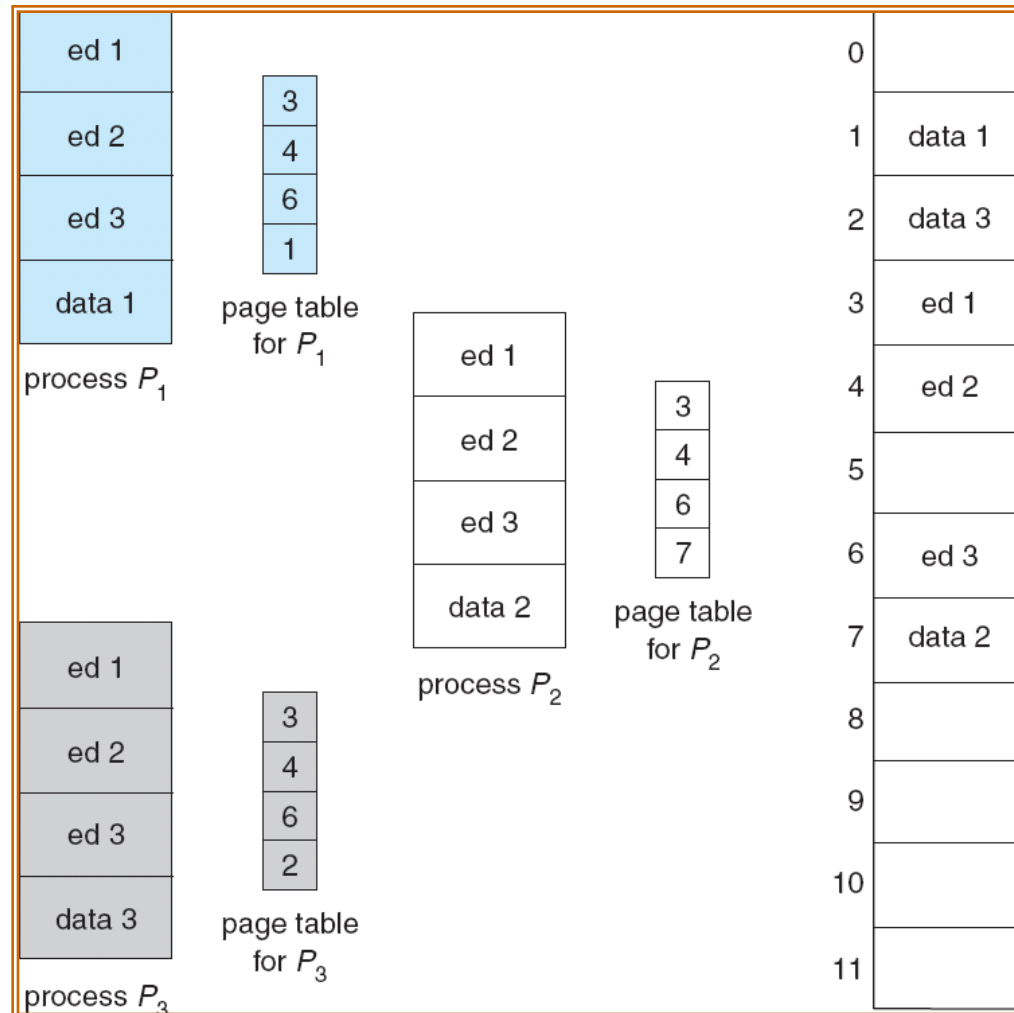 ed 1
ed 2
ed 3
data 1
process P1
3
4
6
1
page table
for P1
ed 1
ed 2
ed 3
data 2
process P2
3
4
6
7
page table
for P2
ed 1
ed 2
ed 3
data 3
process P3
3
4
6
2
page table
for P3
0
1 data 1
2 data 3
3 ed 1
4 ed 2
5
6 ed 3
7 data 2
8
9
10
11